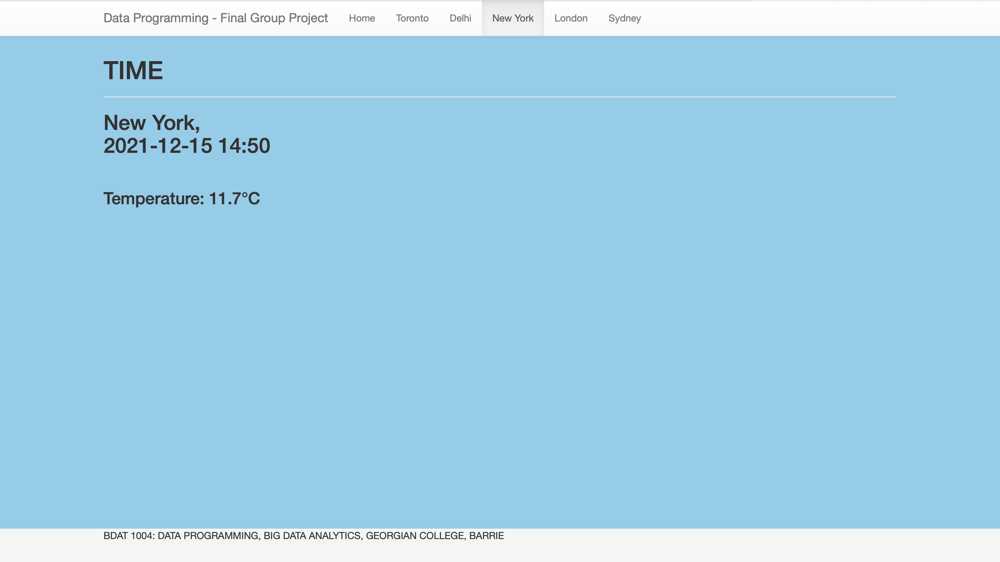 Data Programming - Final Group Project Home Toronto Delhi New York London Sydney
TIME
New York,
2021-12-15 14:50
Temperature: 11.7°C
BDAT 1004: DATA PROGRAMMING, BIG DATA ANALYTICS, GEORGIAN COLLEGE, BARRIE